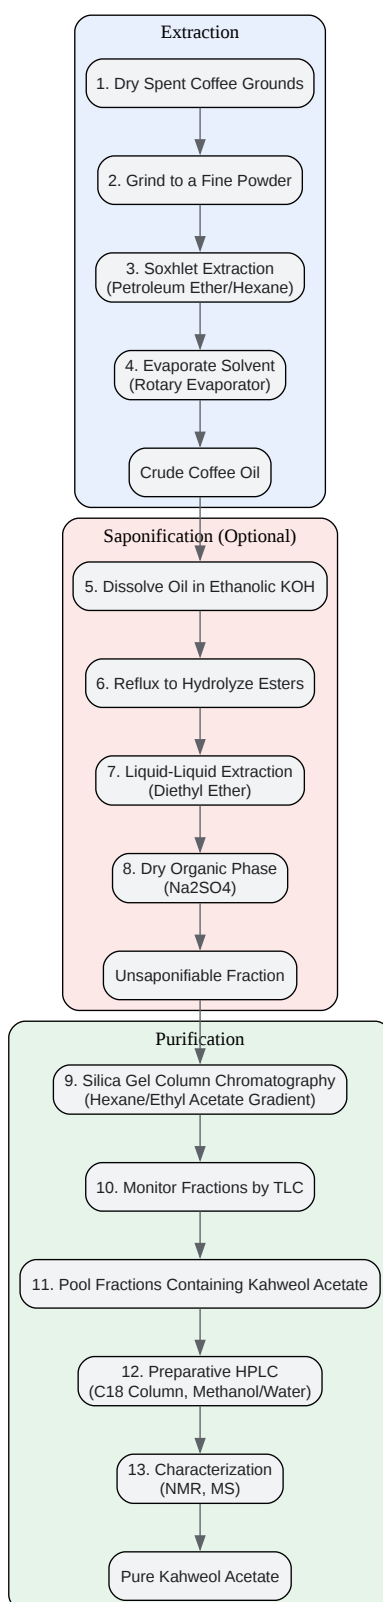 Extraction
1. Dry Spent Coffee Grounds
2. Grind to a Fine Powder
3. Soxhlet Extraction
(Petroleum Ether/Hexane)
4. Evaporate Solvent
(Rotary Evaporator)
Crude Coffee Oil
Saponification (Optional)
5. Dissolve Oil in Ethanolic KOH
6. Reflux to Hydrolyze Esters
7. Liquid-Liquid Extraction
(Diethyl Ether)
8. Dry Organic Phase
(Na2SO4)
Unsaponifiable Fraction
Purification
9. Silica Gel Column Chromatography
(Hexane/Ethyl Acetate Gradient)
10. Monitor Fractions by TLC
11. Pool Fractions Containing Kahweol Acetate
12. Preparative HPLC
(C18 Column, Methanol/Water)
13. Characterization
(NMR, MS)
Pure Kahweol Acetate